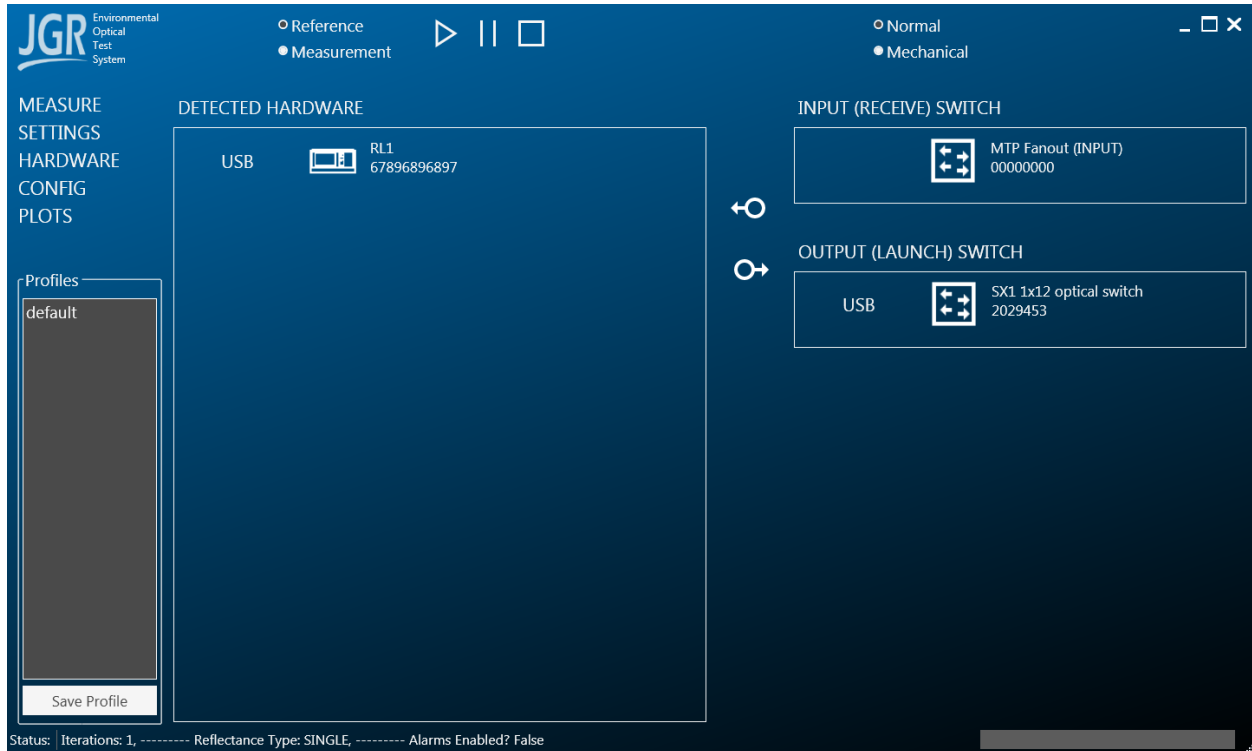 JGR
Environmental
Optical
Test
System
Reference
Measurement
Normal
Mechanical
MEASURE
SETTINGS
HARDWARE
CONFIG
PLOTS
Profiles
default
Save Profile
DETECTED HARDWARE
USB
RL1
67896896897
INPUT (RECEIVE) SWITCH
MTP Fanout (INPUT)
00000000
OUTPUT (LAUNCH) SWITCH
USB
SX1 1x12 optical switch
2029453
Status: Iterations: 1, --------- Reflectance Type: SINGLE, --------- Alarms Enabled? False